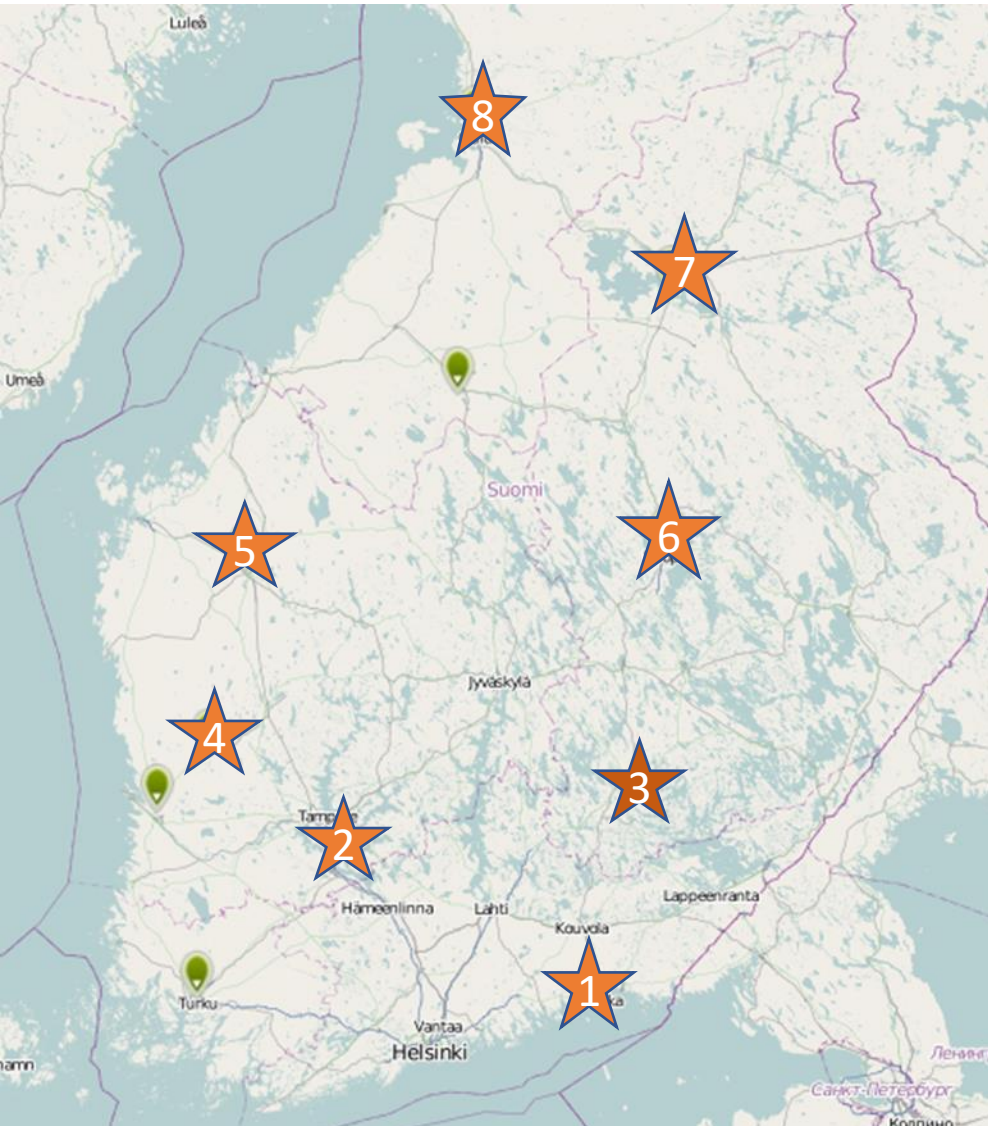 Luleå
8
7
Umeå
Suomi
6
5
Jyväskylä
4
3
2
Hämeenlinna
Lahti
Lappeenranta
Kouvola
1
Turku
Vantaa
Helsinki
Санкт-Петербург